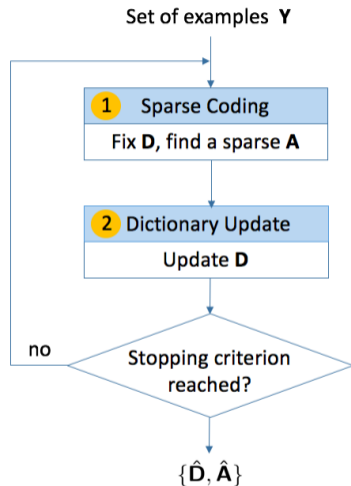 Set of examples Y
1 Sparse Coding
Fix D, find a sparse A
2 Dictionary Update
Update D
no
Stopping criterion
reached?
{D̂, Â}